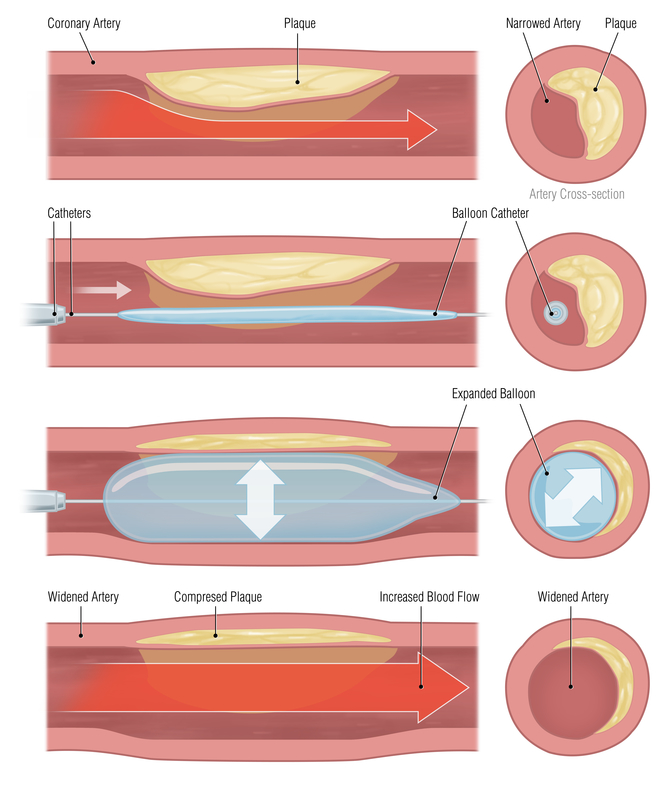 Coronary Artery
Plaque
Narrowed Artery
Plaque
Artery Cross-section
Catheters
Balloon Catheter
Expanded Balloon
Widened Artery
Compresed Plaque
Increased Blood Flow
Widened Artery